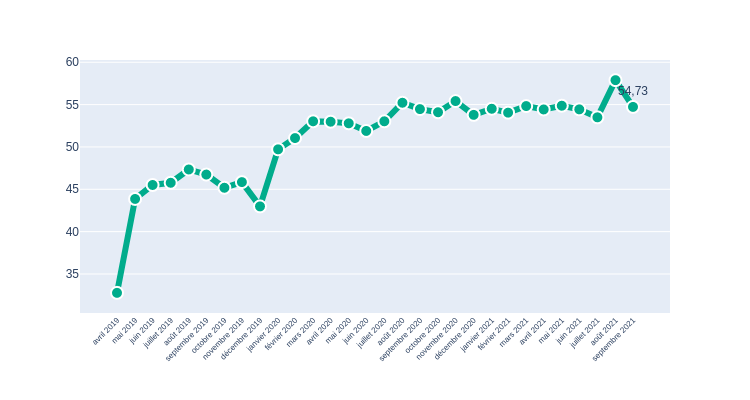 60
55
50
45
40
35
54,73
avril 2019
mai 2019
juin 2019
juillet 2019
août 2019
septembre 2019
octobre 2019
novembre 2019
décembre 2019
janvier 2020
février 2020
mars 2020
avril 2020
mai 2020
juin 2020
juillet 2020
août 2020
septembre 2020
octobre 2020
novembre 2020
décembre 2020
janvier 2021
février 2021
mars 2021
avril 2021
mai 2021
juin 2021
juillet 2021
août 2021
septembre 2021